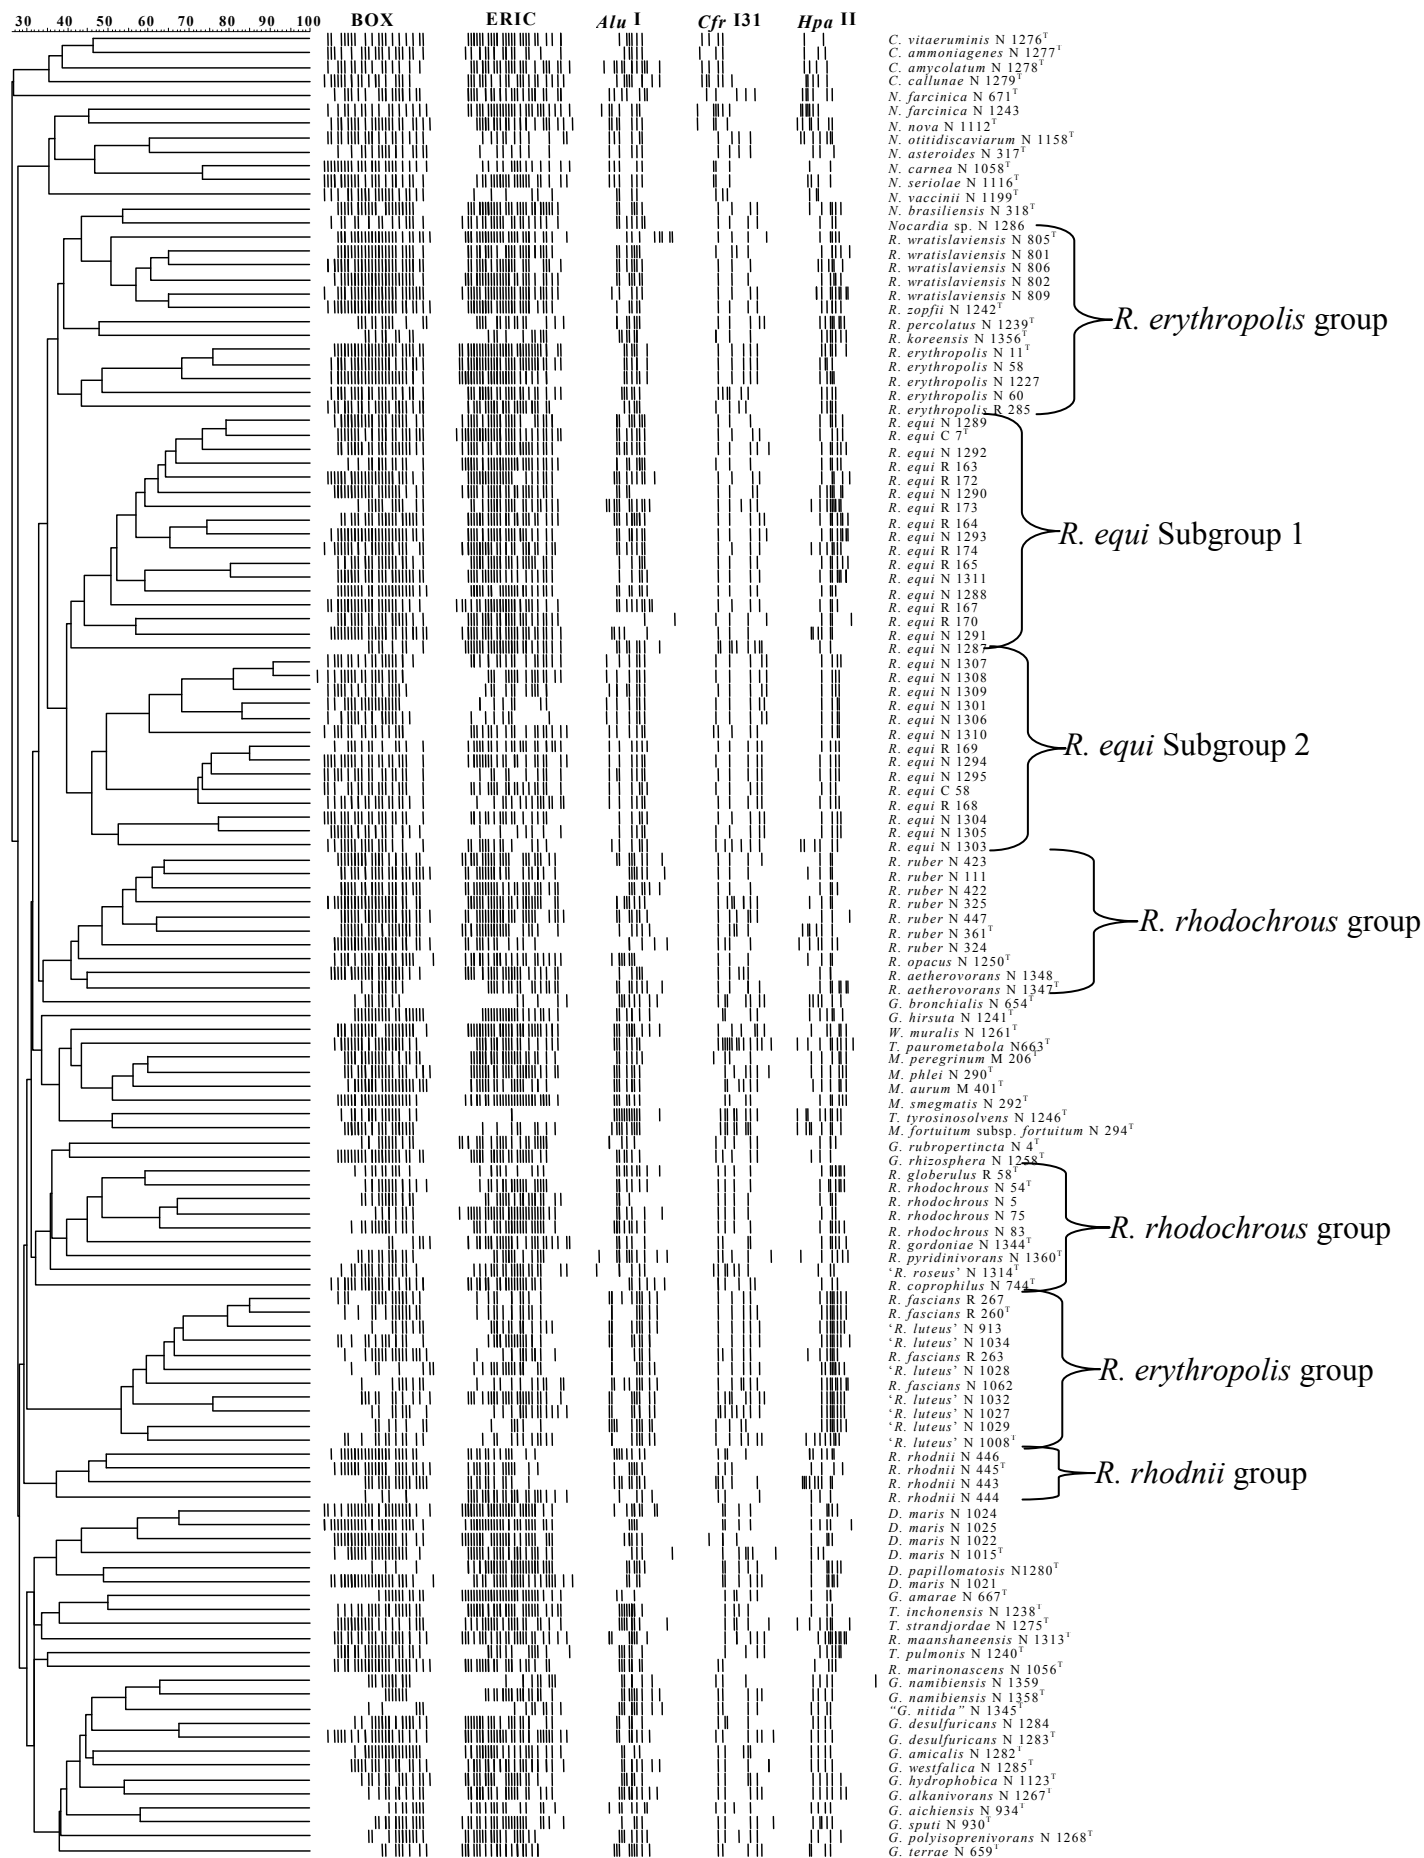 30 40 50 60 70 80 90 100 BOX ERIC Alu I Cfr I31 Hpa II
C. vitaeruminis N 1276ᵀ
C. ammoniagenes N 1277ᵀ
C. amycolatum N 1278ᵀ
C. callunae N 1279ᵀ
N. farcinica N 671ᵀ
N. farcinica N 1243
N. nova N 1112ᵀ
N. otitidiscaviarum N 1158ᵀ
N. asteroides N 317ᵀ
N. carnea N 1058ᵀ
N. seriolae N 1116ᵀ
N. vaccinii N 1199ᵀ
N. brasiliensis N 318ᵀ
Nocardia sp. N 1286
R. wratislaviensis N 805ᵀ
R. wratislaviensis N 801
R. wratislaviensis N 806
R. wratislaviensis N 802
R. wratislaviensis N 809
R. zopfii N 1242ᵀ
R. percolatus N 1239ᵀ
R. erythropolis group
R. koreensis N 1356ᵀ
R. erythropolis N 11ᵀ
R. erythropolis N 58
R. erythropolis N 1227
R. erythropolis N 60
R. erythropolis R 285
R. equi N 1289
R. equi C 7ᵀ
R. equi N 1292
R. equi R 163
R. equi R 172
R. equi N 1290
R. equi R 173
R. equi R 164
R. equi N 1293
R. equi Subgroup 1
R. equi R 174
R. equi R 165
R. equi N 1311
R. equi N 1288
R. equi R 167
R. equi R 170
R. equi N 1291
R. equi N 1287
R. equi N 1307
R. equi N 1308
R. equi N 1309
R. equi N 1301
R. equi N 1306
R. equi N 1310
R. equi R 169
R. equi Subgroup 2
R. equi N 1294
R. equi N 1295
R. equi C 58
R. equi R 168
R. equi N 1304
R. equi N 1305
R. equi N 1303
R. ruber N 423
R. ruber N 111
R. ruber N 422
R. ruber N 325
R. ruber N 447
R. rhodochrous group
R. ruber N 361ᵀ
R. ruber N 324
R. opacus N 1250ᵀ
R. aetherovorans N 1348
R. aetherovorans N 1347ᵀ
G. bronchialis N 654ᵀ
G. hirsuta N 1241ᵀ
W. muralis N 1261ᵀ
T. paurometabola N663ᵀ
M. peregrinum M 206ᵀ
M. phlei N 290ᵀ
M. aurum M 401ᵀ
M. smegmatis N 292ᵀ
T. tyrosinosolvens N 1246ᵀ
M. fortuitum subsp. fortuitum N 294ᵀ
G. rubropertincta N 4ᵀ
G. rhizosphera N 1258ᵀ
R. globerulus R 58ᵀ
R. rhodochrous N 54ᵀ
R. rhodochrous N 5
R. rhodochrous N 75
R. rhodochrous group
R. rhodochrous N 83
R. gordoniae N 1344ᵀ
R. pyridinivorans N 1360ᵀ
‘R. roseus’ N 1314ᵀ
R. coprophilus N 744ᵀ
R. fascians R 267
R. fascians R 260ᵀ
‘R. luteus’ N 913
‘R. luteus’ N 1034
R. fascians R 263
‘R. luteus’ N 1028
R. erythropolis group
R. fascians N 1062
‘R. luteus’ N 1032
‘R. luteus’ N 1027
‘R. luteus’ N 1029
‘R. luteus’ N 1008ᵀ
R. rhodnii N 446
R. rhodnii N 445ᵀ
R. rhodnii group
R. rhodnii N 443
R. rhodnii N 444
D. maris N 1024
D. maris N 1025
D. maris N 1022
D. maris N 1015ᵀ
D. papillomatosis N1280ᵀ
D. maris N 1021
G. amarae N 667ᵀ
T. inchonensis N 1238ᵀ
T. strandjordae N 1275ᵀ
R. maanshaneensis N 1313ᵀ
T. pulmonis N 1240ᵀ
R. marinonascens N 1056ᵀ
G. namibiensis N 1359
G. namibiensis N 1358ᵀ
“G. nitida” N 1345ᵀ
G. desulfuricans N 1284
G. desulfuricans N 1283ᵀ
G. amicalis N 1282ᵀ
G. westfalica N 1285ᵀ
G. hydrophobica N 1123ᵀ
G. alkanivorans N 1267ᵀ
G. aichiensis N 934ᵀ
G. sputi N 930ᵀ
G. polyisoprenivorans N 1268ᵀ
G. terrae N 659ᵀ